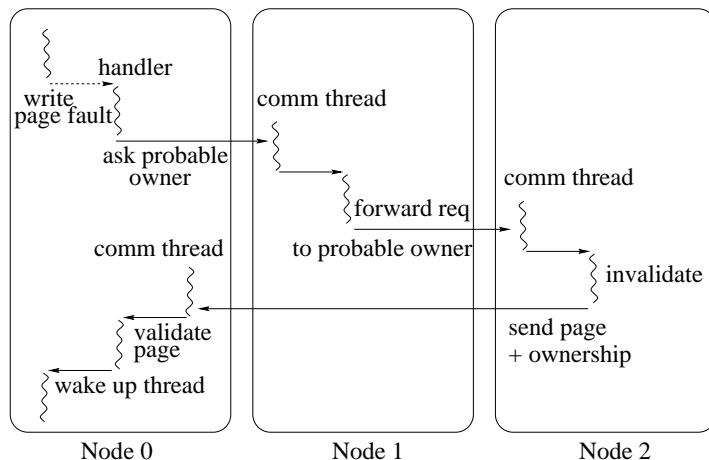 handler
write
page fault
ask probable
owner
comm thread
validate
page
wake up thread
Node 0
comm thread
forward req
to probable owner
Node 1
comm thread
invalidate
send page
+ ownership
Node 2